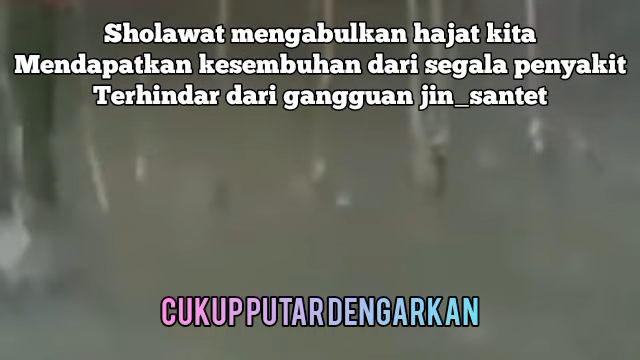 Sholawat mengabulkan hajat kita
Mendapatkan kesembuhan dari segala penyakit
Terhindar dari gangguan jin_santet
CUKUP PUTAR DENGARKAN